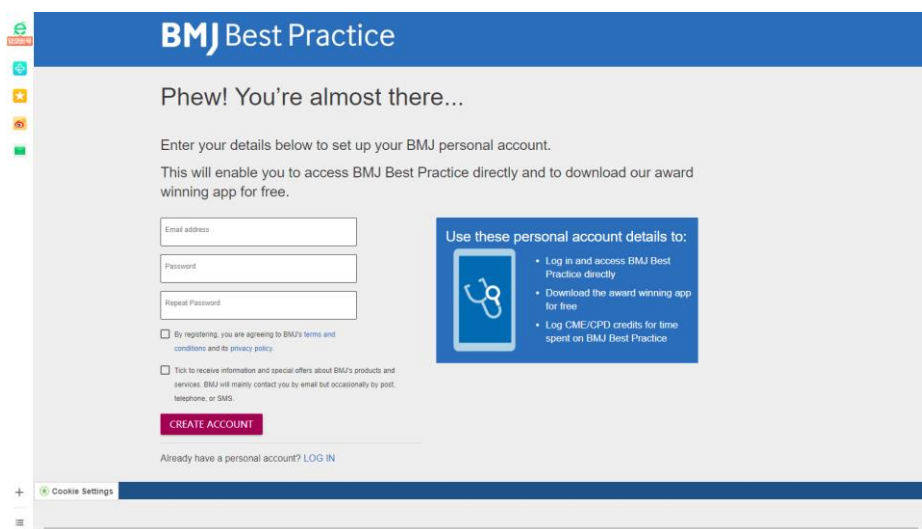 BMJ Best Practice
Phew! You're almost there...
Enter your details below to set up your BMJ personal account.
This will enable you to access BMJ Best Practice directly and to download our award
winning app for free.
Email address
Password
Repeat Password
By registering, you are agreeing to BMJ's terms and
conditions and its privacy policy.
Tick to receive information and special offers about BMJ's products and
services. BMJ will mainly contact you by email but occasionally by post,
telephone, or SMS.
CREATE ACCOUNT
Already have a personal account? LOG IN
Use these personal account details to:
• Log in and access BMJ Best
Practice directly
• Download the award winning app
for free
• Log CME/CPD credits for time
spent on BMJ Best Practice
Cookie Settings